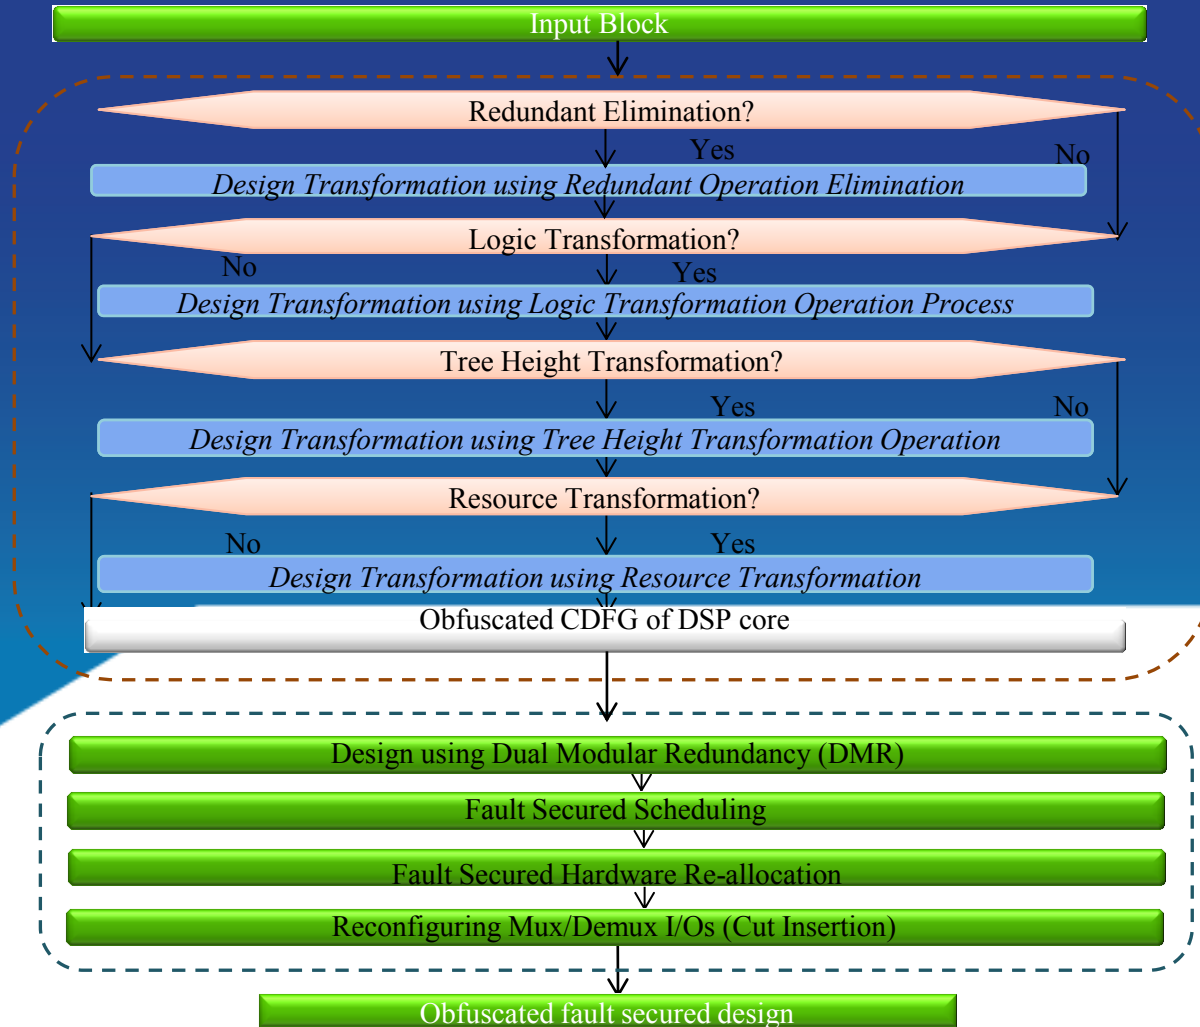 Input Block
Redundant Elimination?
Yes
No
Design Transformation using Redundant Operation Elimination
Logic Transformation?
No
Yes
Design Transformation using Logic Transformation Operation Process
Tree Height Transformation?
Yes
No
Design Transformation using Tree Height Transformation Operation
Resource Transformation?
No
Yes
Design Transformation using Resource Transformation
Obfuscated CDFG of DSP core
Design using Dual Modular Redundancy (DMR)
Fault Secured Scheduling
Fault Secured Hardware Re-allocation
Reconfiguring Mux/Demux I/Os (Cut Insertion)
Obfuscated fault secured design